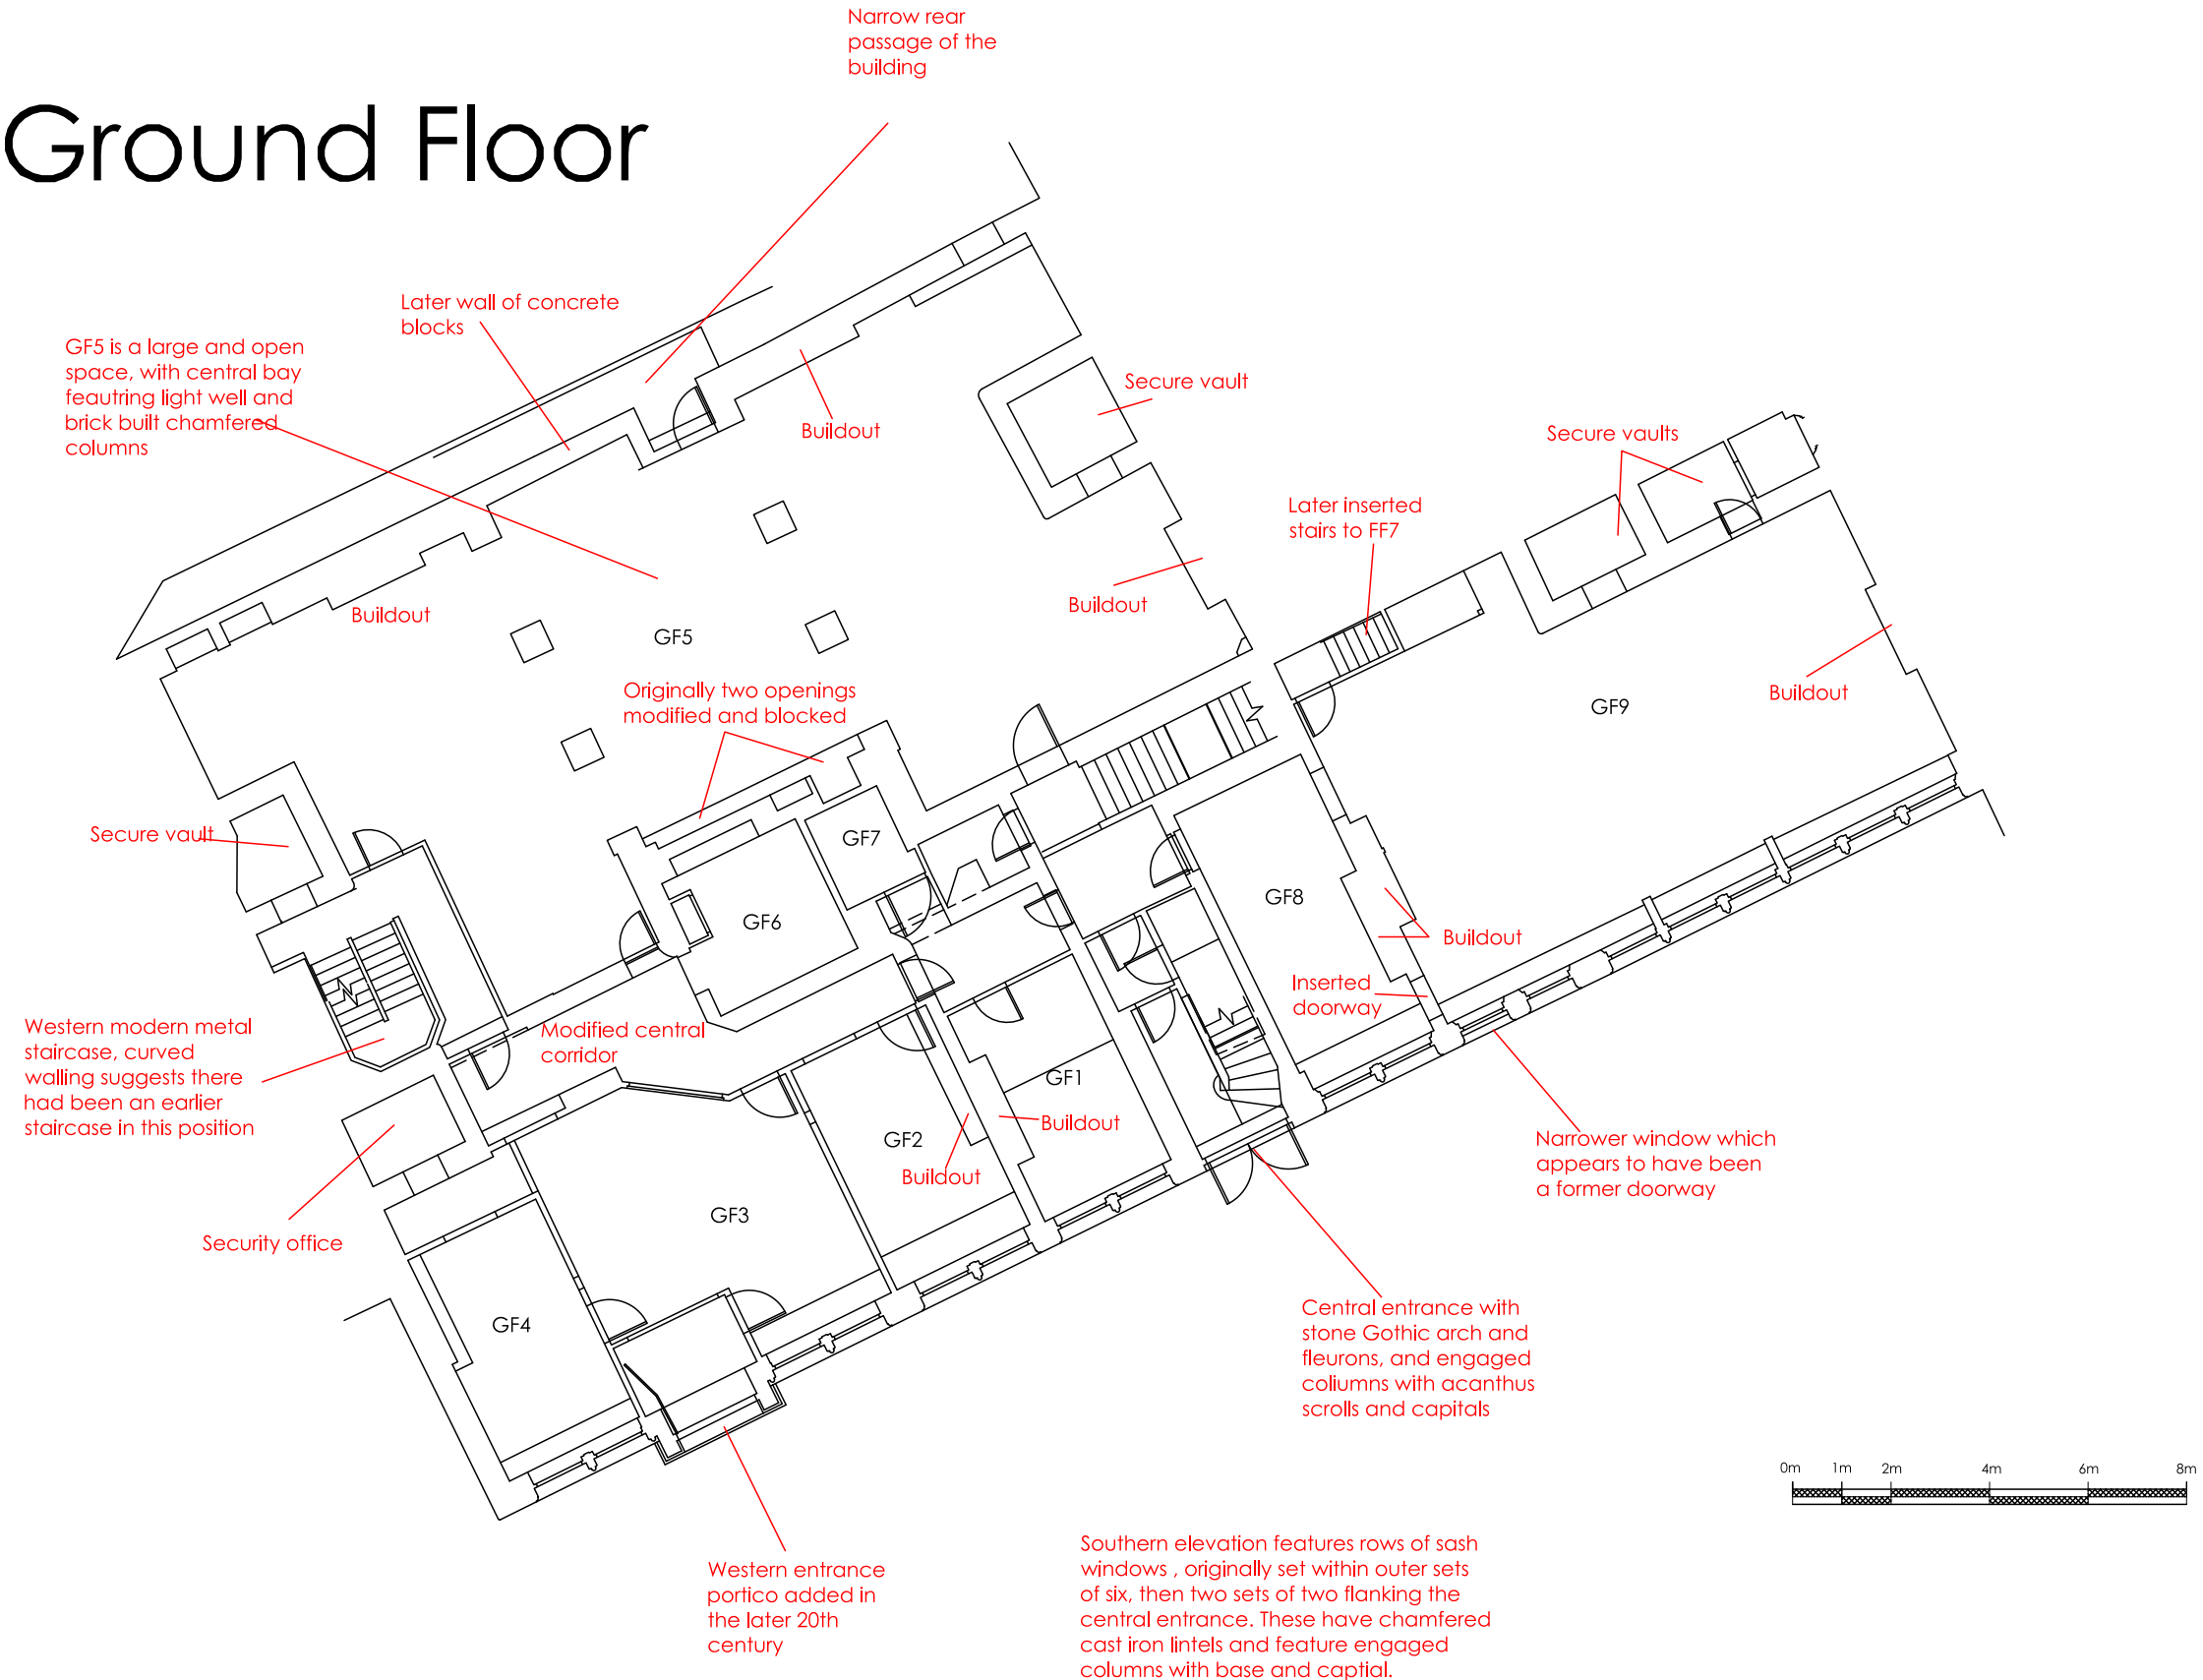 Narrow rear
passage of the
building
Ground Floor
Later wall of concrete
blocks
GF5 is a large and open
space, with central bay
feautring light well and
brick built chamfered
columns
Secure vault
Buildout
Secure vaults
Later inserted
stairs to FF7
Buildout
Buildout
GF5
Originally two openings
modified and blocked
Buildout
GF9
Secure vault
GF7
GF6
GF8
Buildout
Inserted
doorway
Western modern metal
staircase, curved
walling suggests there
had been an earlier
staircase in this position
Modified central
corridor
GF1
Buildout
GF2
Buildout
Narrower window which
appears to have been
a former doorway
GF3
Security office
GF4
Central entrance with
stone Gothic arch and
fleurons, and engaged
coliumns with acanthus
scrolls and capitals
0m 1m 2m 4m 6m 8m
Western entrance
portico added in
the later 20th
century
Southern elevation features rows of sash
windows , originally set within outer sets
of six, then two sets of two flanking the
central entrance. These have chamfered
cast iron lintels and feature engaged
columns with base and captial.